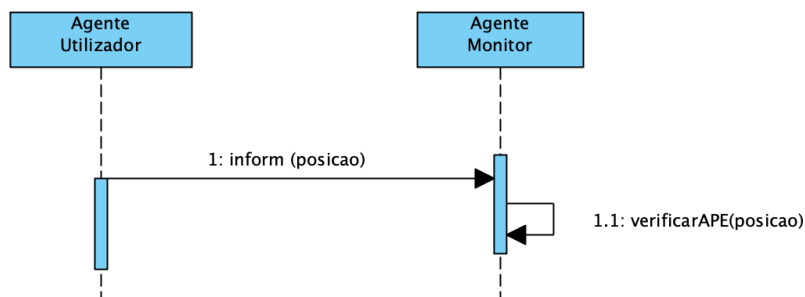 Agente
Utilizador
Agente
Monitor
1: inform (posicao)
1.1: verificarAPE(posicao)